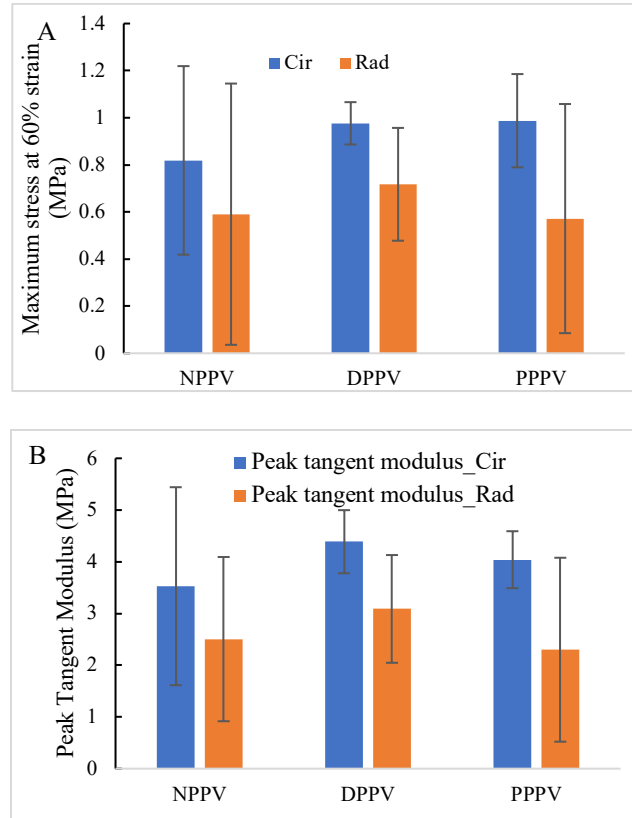 A
Maximum stress at 60% strain
(MPa)
1.4
1.2
1
0.8
0.6
0.4
0.2
0
Cir
Rad
NPPV
DPPV
PPPV
B
Peak Tangent Modulus (MPa)
6
5
4
3
2
1
0
Peak tangent modulus_Cir
Peak tangent modulus_Rad
NPPV
DPPV
PPPV